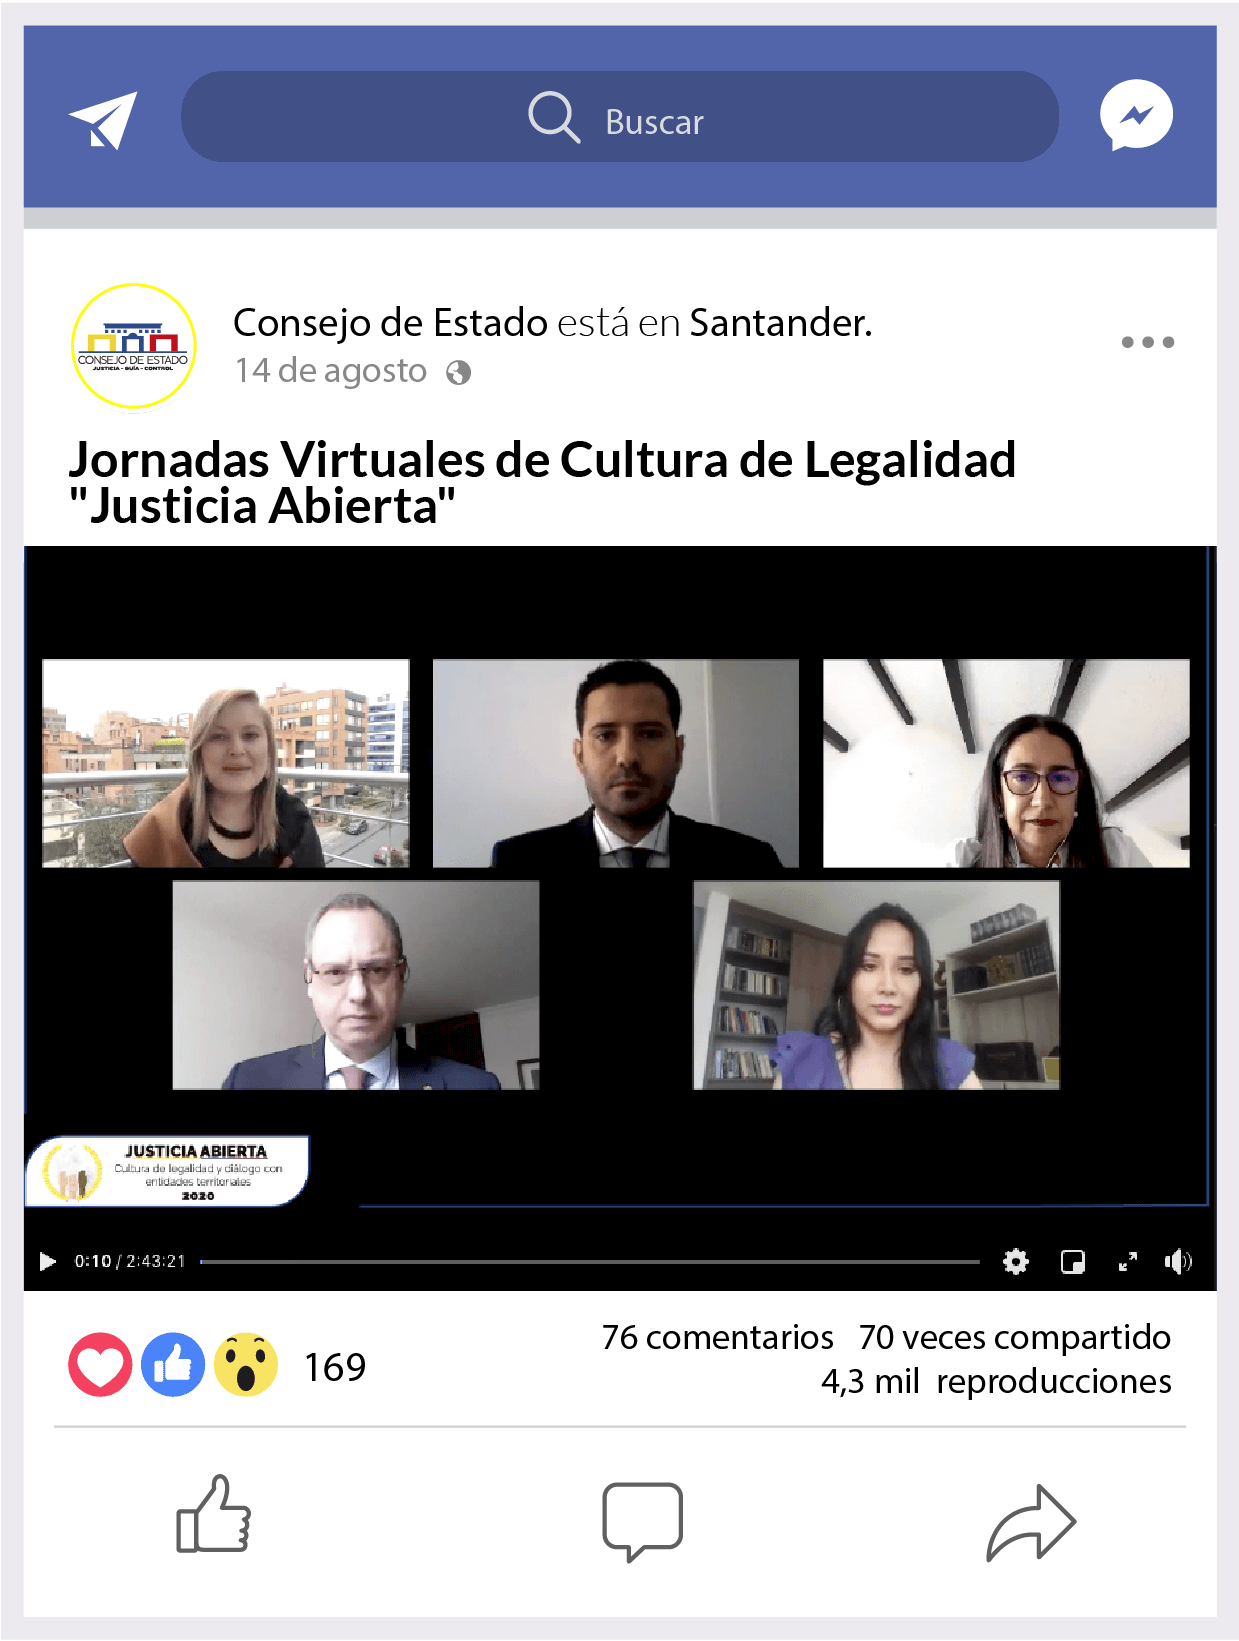 Buscar
CONSEJO DE ESTADO
JUSTICIA - GUÍA - CONTROL
Consejo de Estado está en Santander.
14 de agosto
Jornadas Virtuales de Cultura de Legalidad
"Justicia Abierta"
JUSTICIA ABIERTA
Cultura de legalidad y diálogo con
entidades territoriales
2020
0:10 / 2:43:21
169
76 comentarios 70 veces compartido
4,3 mil reproducciones